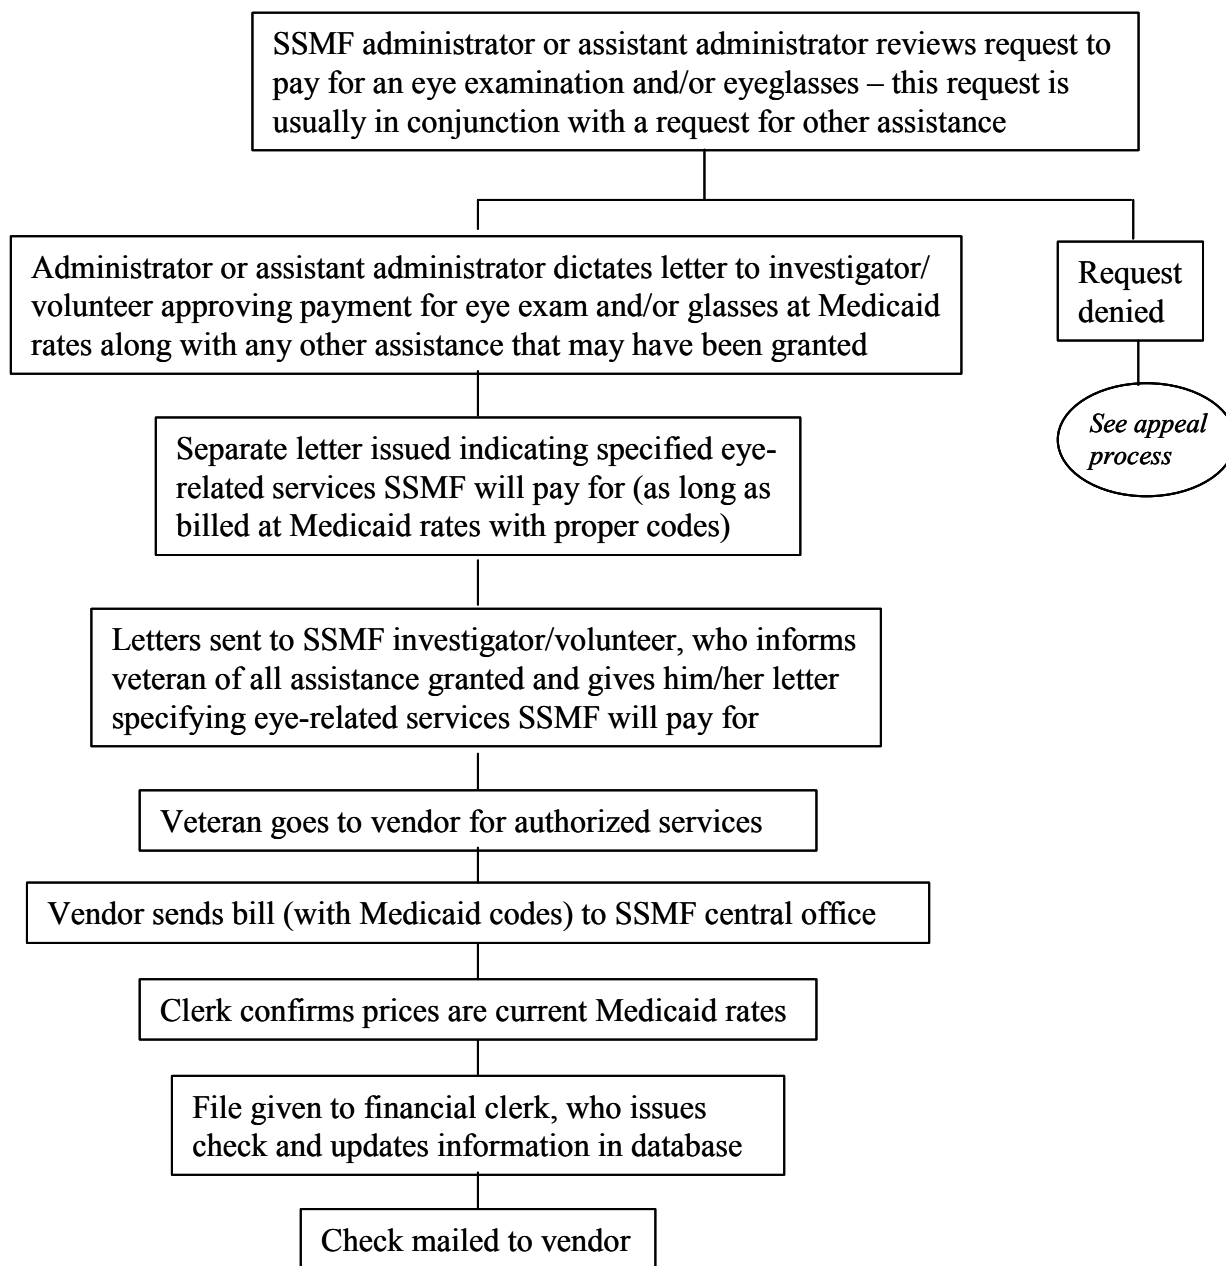 SSMF administrator or assistant administrator reviews request to
pay for an eye examination and/or eyeglasses – this request is
usually in conjunction with a request for other assistance
Administrator or assistant administrator dictates letter to investigator/
volunteer approving payment for eye exam and/or glasses at Medicaid
rates along with any other assistance that may have been granted
Request
denied
See appeal
process
Separate letter issued indicating specified eye-
related services SSMF will pay for (as long as
billed at Medicaid rates with proper codes)
Letters sent to SSMF investigator/volunteer, who informs
veteran of all assistance granted and gives him/her letter
specifying eye-related services SSMF will pay for
Veteran goes to vendor for authorized services
Vendor sends bill (with Medicaid codes) to SSMF central office
Clerk confirms prices are current Medicaid rates
File given to financial clerk, who issues
check and updates information in database
Check mailed to vendor